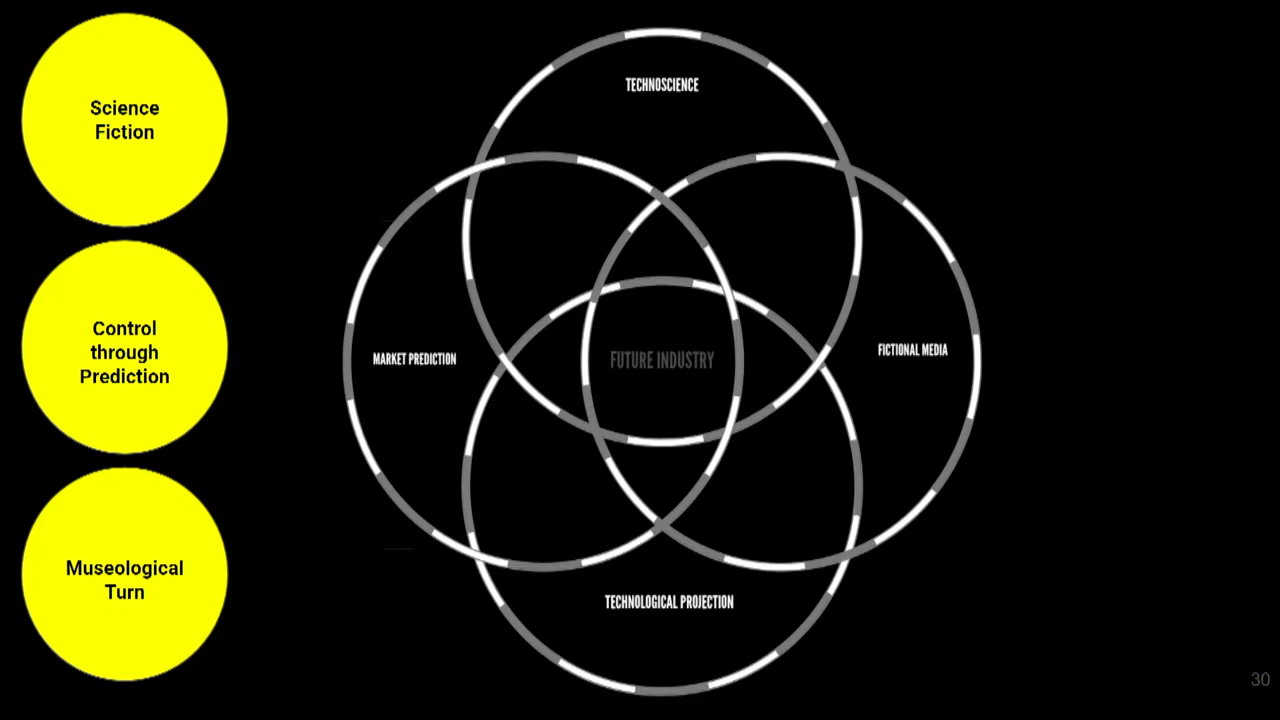 Science
Fiction
Control
through
Prediction
Museological
Turn
TECHNOSCIENCE
MARKET PREDICTION
FUTURE INDUSTRY
FICTIONAL MEDIA
TECHNOLOGICAL PROJECTION
30